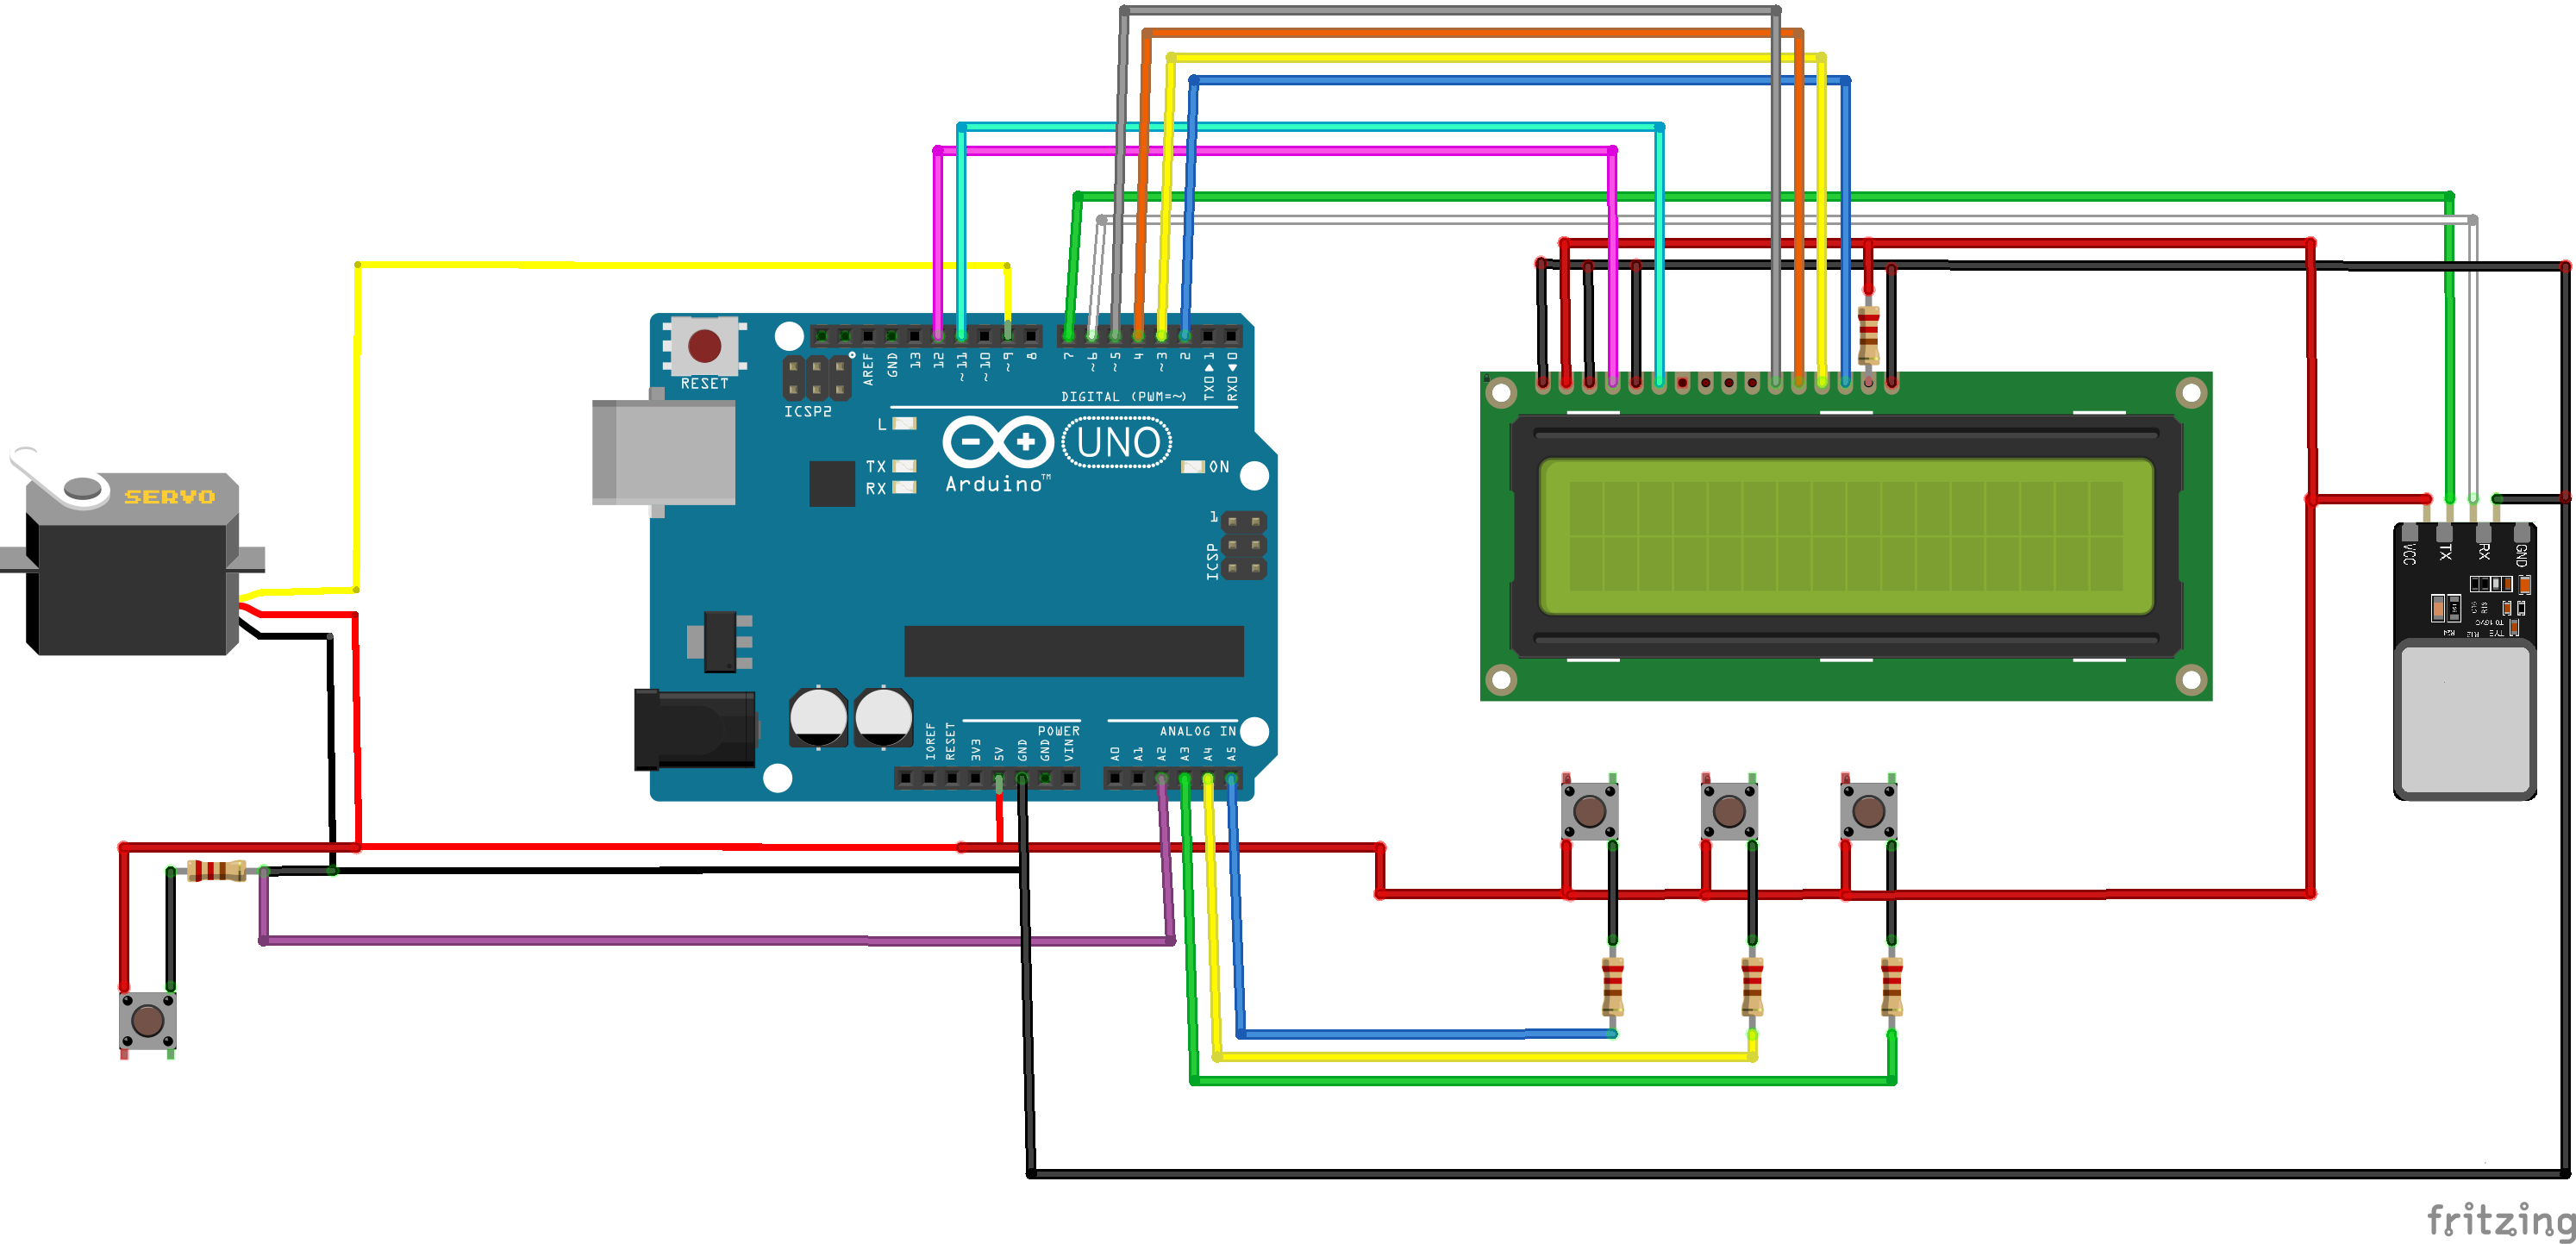 RESET
ICSP2
AREF
GND
13
12
~11
~10
~9
8
7
~6
~5
4
~3
2
TX0▶1
RX0◀0
DIGITAL (PWM=~)
L
TX
RX
UNO
ON
Arduino™
1
ICSP
SERVO
VCC
TX
RX
GND
IOREF
RESET
3V3
5V
GND
GND
VIN
POWER
A0
A1
A2
A3
A4
A5
ANALOG IN
fritzing